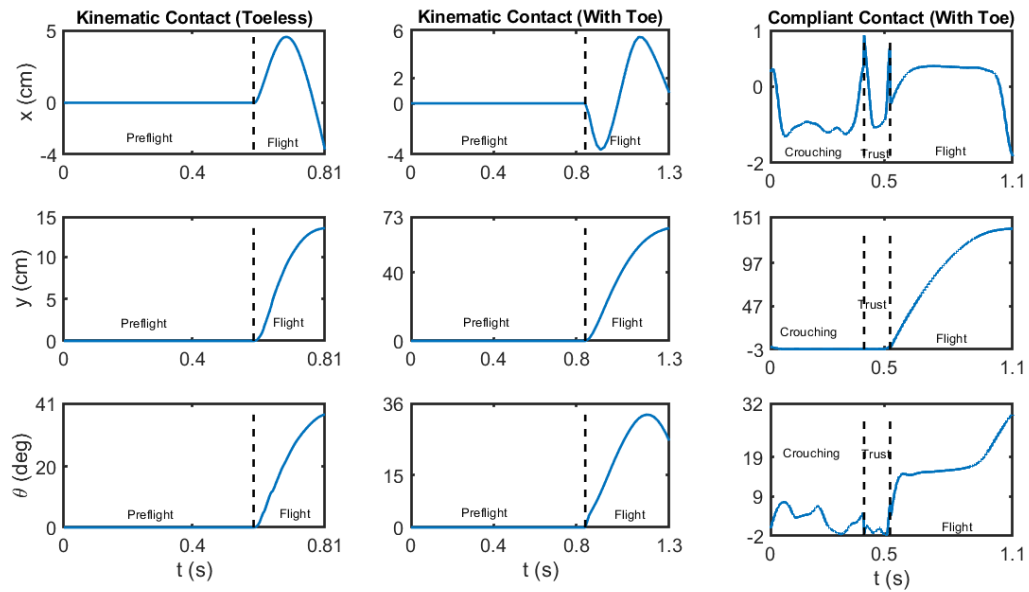 Kinematic Contact (Toeless)
Kinematic Contact (With Toe)
Compliant Contact (With Toe)
x (cm)
5
0
-4
Preflight
Flight
0
0.4
0.81
6
2
0
-4
Preflight
Flight
0
0.4
0.8
1.3
1
0
-2
Crouching
Trust
Flight
0
0.5
1.1
y (cm)
15
10
5
0
Preflight
Flight
0
0.4
0.81
73
40
0
Preflight
Flight
0
0.4
0.8
1.3
151
97
47
-3
Crouching
Trust
Flight
0
0.5
1.1
θ (deg)
41
20
0
Preflight
Flight
0
0.4
0.81
t (s)
36
15
0
Preflight
Flight
0
0.4
0.8
1.3
t (s)
32
19
9
-2
Crouching
Trust
Flight
0
0.5
1.1
t (s)